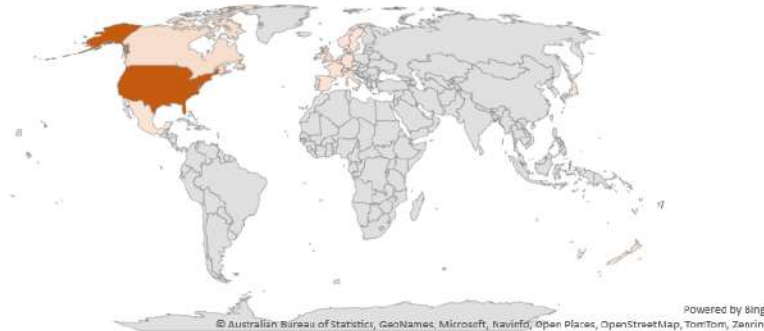 Powered by Bing
© Australian Bureau of Statistics, GeoNames, Microsoft, Navinfo, Open Places, OpenStreetMap, TomTom, Zenrin